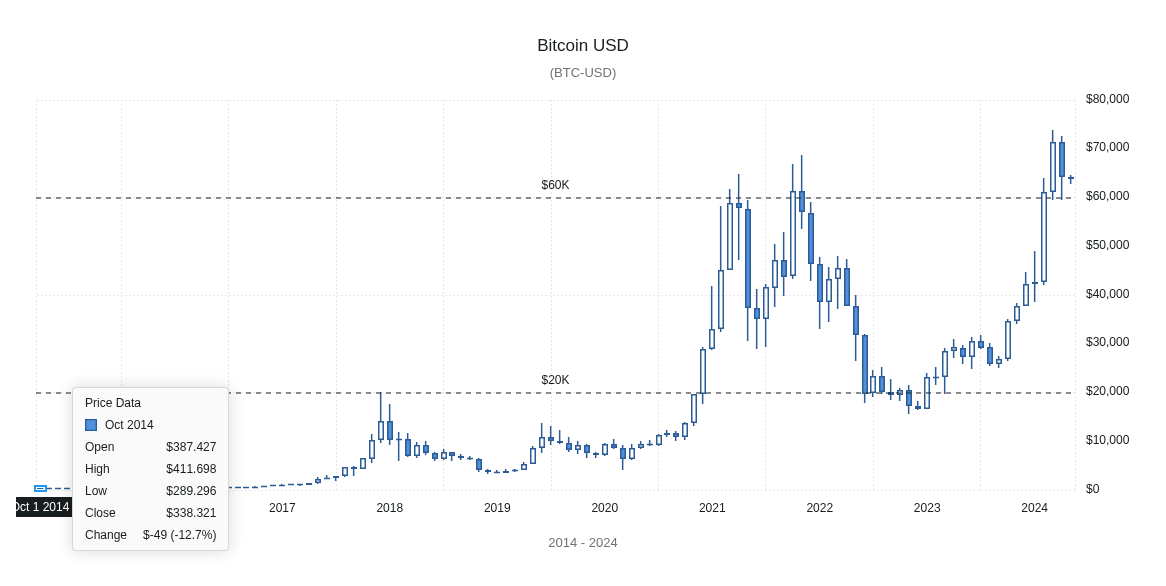 Bitcoin USD
(BTC-USD)
$80,000
$70,000
$60K
$60,000
$50,000
$40,000
$30,000
$20K
$20,000
$10,000
$0
Price Data
Oct 2014
Open $387.427
High $411.698
Low $289.296
Close $338.321
Change $-49 (-12.7%)
Oct 1 2014
2017 2018 2019 2020 2021 2022 2023 2024
2014 - 2024